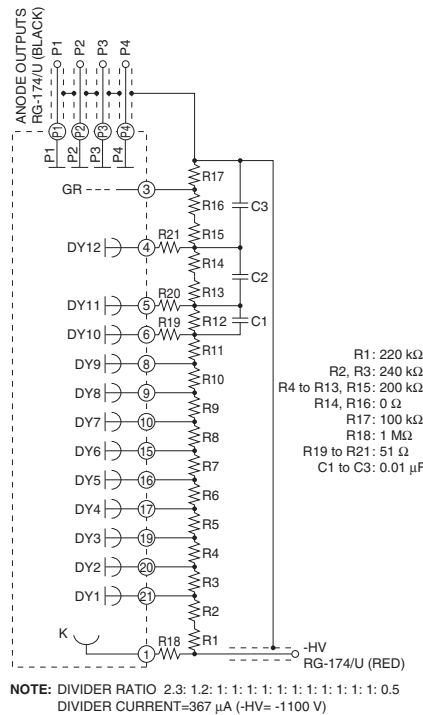 ANODE OUTPUTS
RG-174/U (BLACK)
P1
P2
P3
P4
P1
P2
P3
P4
P1
P2
P3
P4
R17
GR
3
R16
C3
R21
R15
DY12
4
R14
C2
R20
R13
DY11
5
R19
R12
C1
DY10
6
R11
DY9
8
R10
DY8
9
R9
DY7
10
R8
DY6
15
R7
DY5
16
R6
DY4
17
R5
DY3
19
R4
DY2
20
R3
DY1
21
R2
K
R18
R1
1
-HV
RG-174/U (RED)
R1: 220 kΩ
R2, R3: 240 kΩ
R4 to R13, R15: 200 kΩ
R14, R16: 0 Ω
R17: 100 kΩ
R18: 1 MΩ
R19 to R21: 51 Ω
C1 to C3: 0.01 µF
NOTE: DIVIDER RATIO 2.3: 1.2: 1: 1: 1: 1: 1: 1: 1: 1: 1: 1: 0.5
DIVIDER CURRENT=367 µA (-HV= -1100 V)